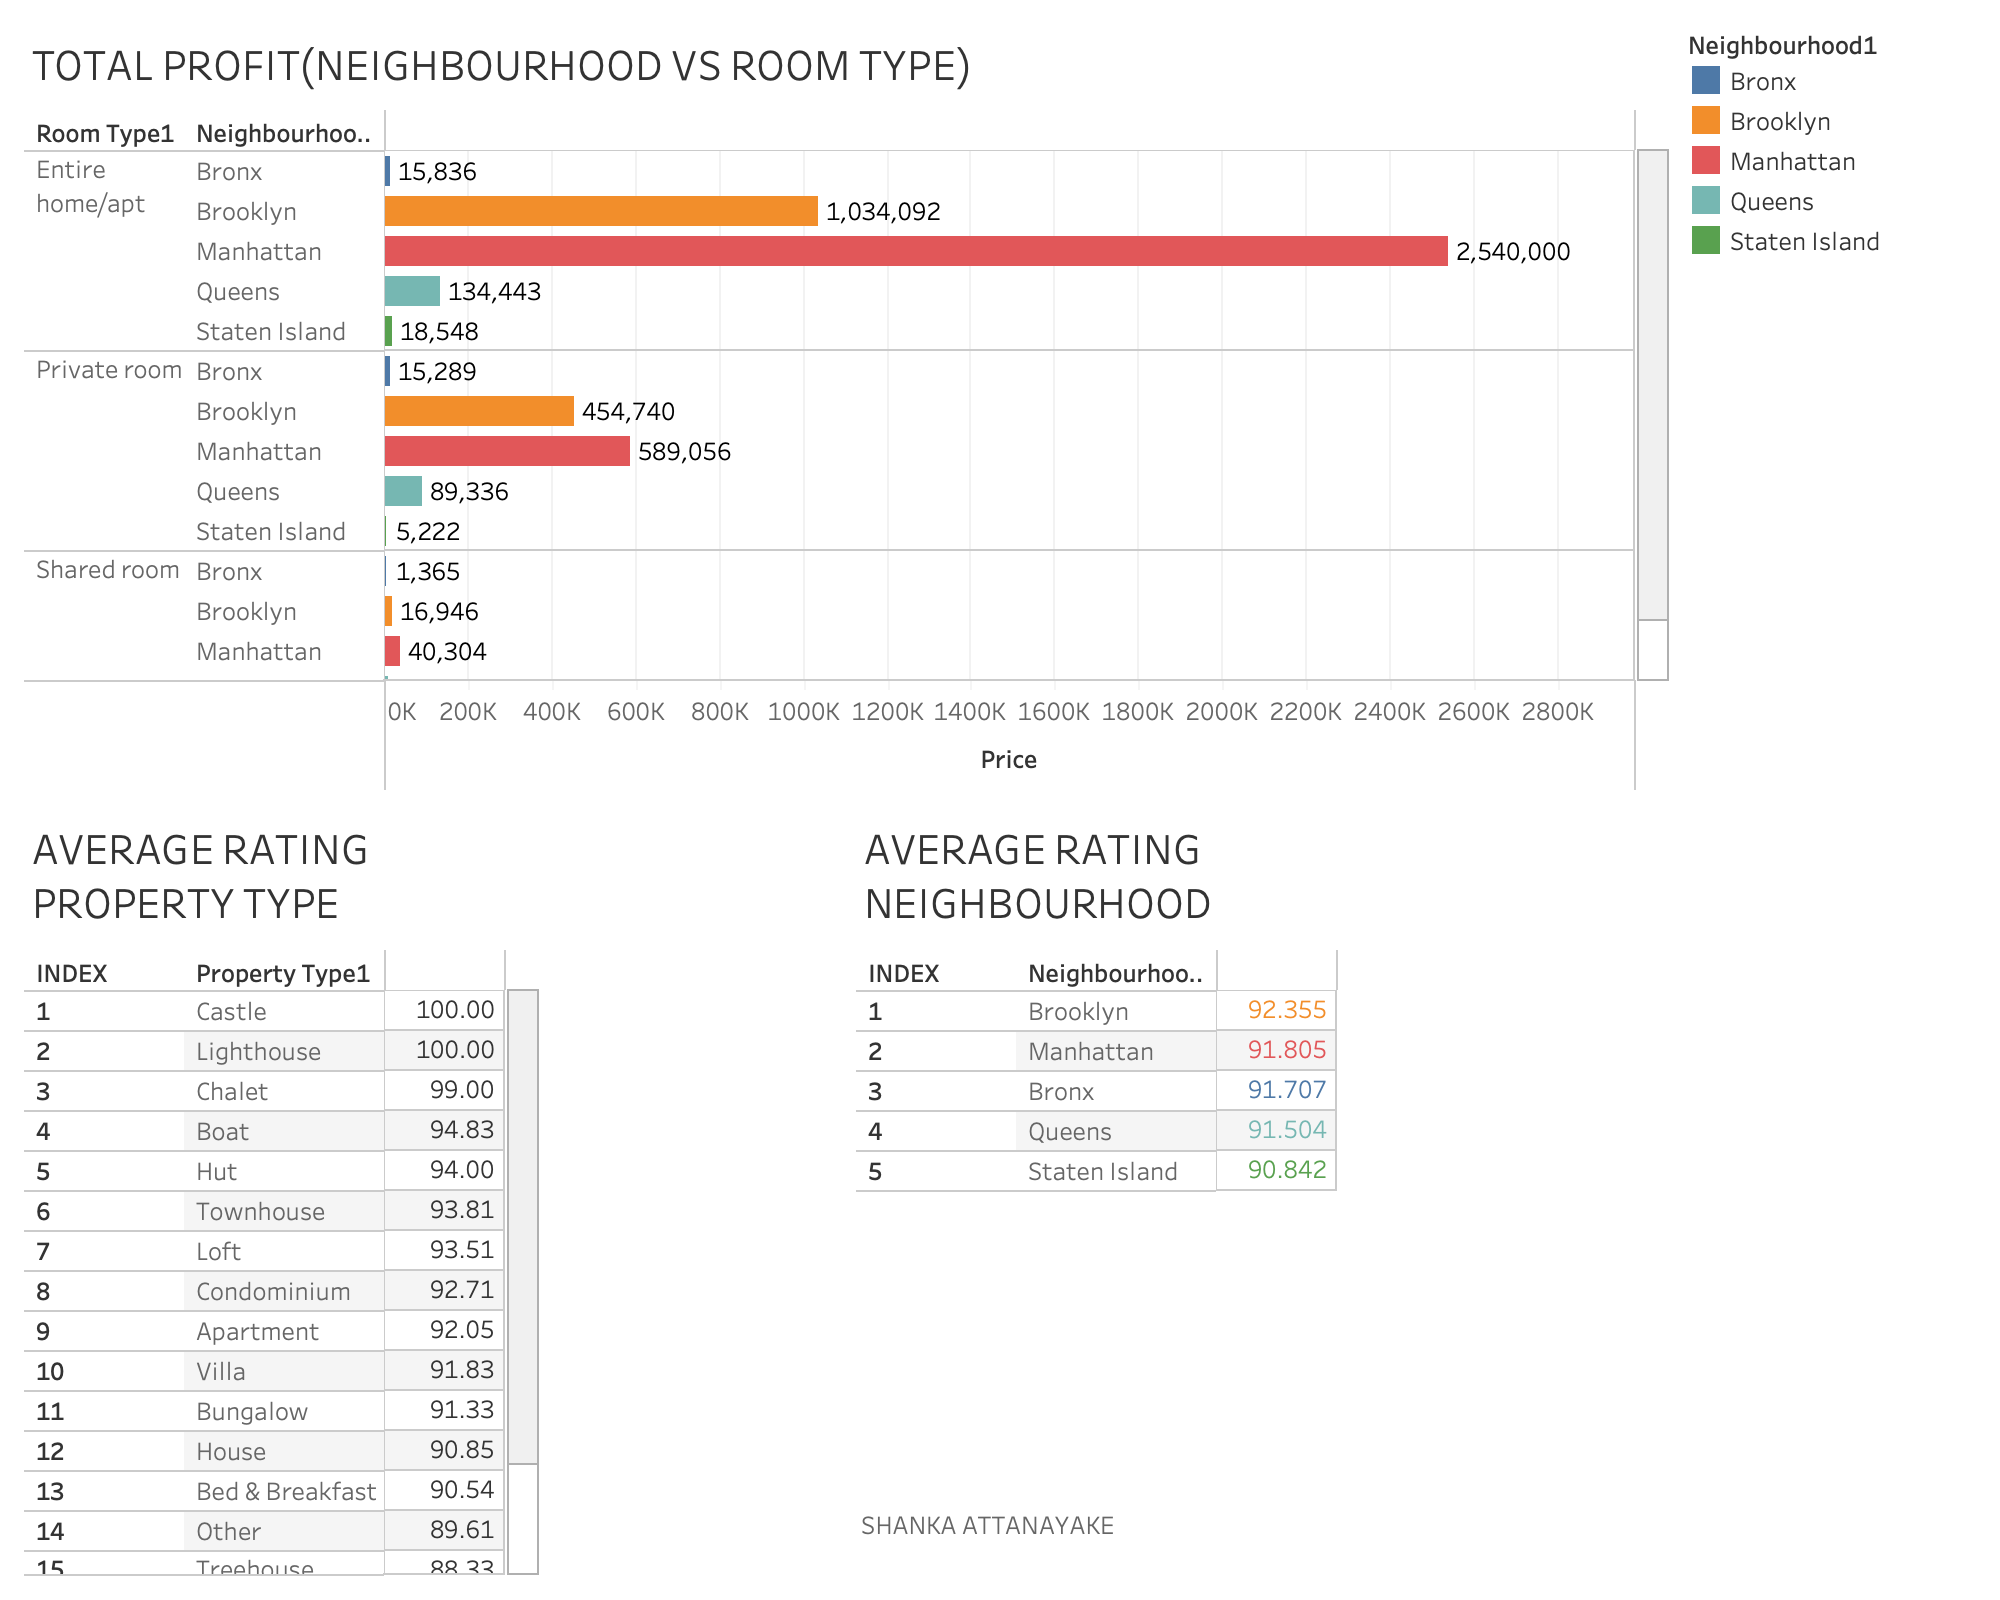 TOTAL PROFIT(NEIGHBOURHOOD VS ROOM TYPE)
Neighbourhood1
Bronx
Brooklyn
Manhattan
Queens
Staten Island
Room Type1 Neighbourhoo..
Entire home/apt Bronx 15,836
Brooklyn 1,034,092
Manhattan 2,540,000
Queens 134,443
Staten Island 18,548
Private room Bronx 15,289
Brooklyn 454,740
Manhattan 589,056
Queens 89,336
Staten Island 5,222
Shared room Bronx 1,365
Brooklyn 16,946
Manhattan 40,304
0K 200K 400K 600K 800K 1000K 1200K 1400K 1600K 1800K 2000K 2200K 2400K 2600K 2800K
Price
AVERAGE RATING
PROPERTY TYPE
INDEX Property Type1
1 Castle 100.00
2 Lighthouse 100.00
3 Chalet 99.00
4 Boat 94.83
5 Hut 94.00
6 Townhouse 93.81
7 Loft 93.51
8 Condominium 92.71
9 Apartment 92.05
10 Villa 91.83
11 Bungalow 91.33
12 House 90.85
13 Bed & Breakfast 90.54
14 Other 89.61
15 Treehouse 88.33
AVERAGE RATING
NEIGHBOURHOOD
INDEX Neighbourhoo..
1 Brooklyn 92.355
2 Manhattan 91.805
3 Bronx 91.707
4 Queens 91.504
5 Staten Island 90.842
SHANKA ATTANAYAKE